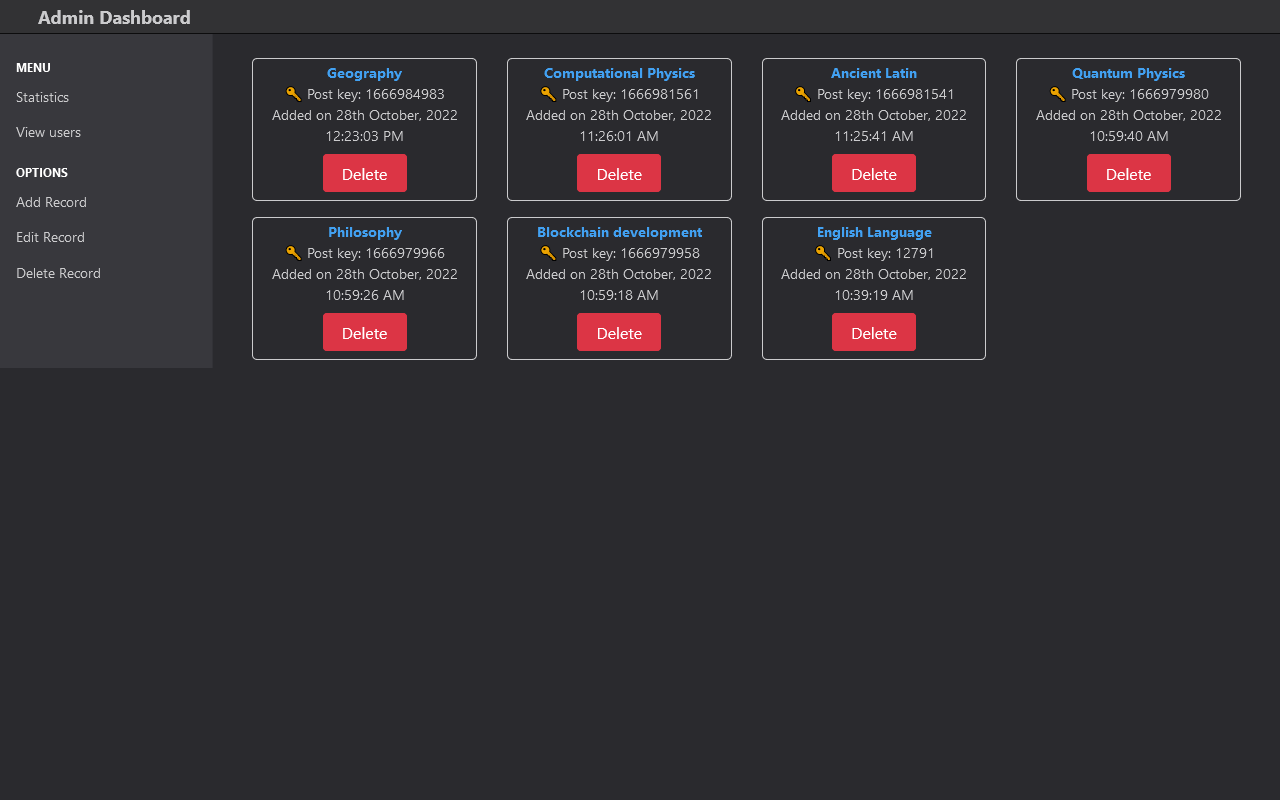 Admin Dashboard
MENU
Statistics
View users
OPTIONS
Add Record
Edit Record
Delete Record
Geography
Post key: 1666984983
Added on 28th October, 2022
12:23:03 PM
Delete
Computational Physics
Post key: 1666981561
Added on 28th October, 2022
11:26:01 AM
Delete
Ancient Latin
Post key: 1666981541
Added on 28th October, 2022
11:25:41 AM
Delete
Quantum Physics
Post key: 1666979980
Added on 28th October, 2022
10:59:40 AM
Delete
Philosophy
Post key: 1666979966
Added on 28th October, 2022
10:59:26 AM
Delete
Blockchain development
Post key: 1666979958
Added on 28th October, 2022
10:59:18 AM
Delete
English Language
Post key: 12791
Added on 28th October, 2022
10:39:19 AM
Delete